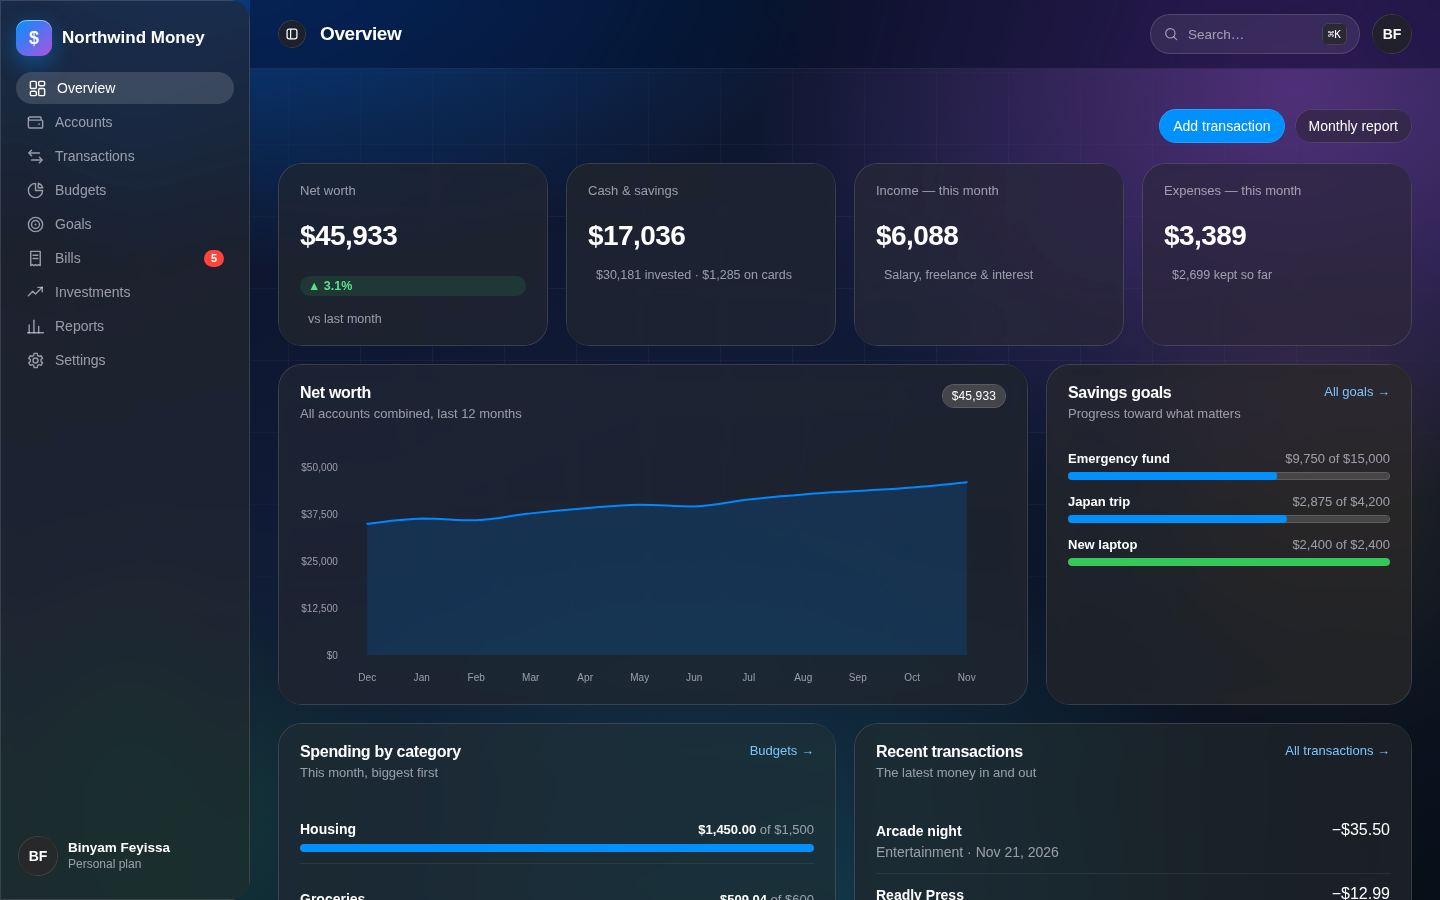 $
Northwind Money
Overview
Accounts
Transactions
Budgets
Goals
Bills
5
Investments
Reports
Settings
BF
Binyam Feyissa
Personal plan
Overview
Search…
⌘K
BF
Add transaction
Monthly report
Net worth
$45,933
▲ 3.1%
vs last month
Cash & savings
$17,036
$30,181 invested · $1,285 on cards
Income — this month
$6,088
Salary, freelance & interest
Expenses — this month
$3,389
$2,699 kept so far
Net worth
All accounts combined, last 12 months
$45,933
$50,000
$37,500
$25,000
$12,500
$0
Dec Jan Feb Mar Apr May Jun Jul Aug Sep Oct Nov
Savings goals
All goals →
Progress toward what matters
Emergency fund $9,750 of $15,000
Japan trip $2,875 of $4,200
New laptop $2,400 of $2,400
Spending by category
Budgets →
This month, biggest first
Housing $1,450.00 of $1,500
Groceries $509.04 of $600
Recent transactions
All transactions →
The latest money in and out
Arcade night −$35.50
Entertainment · Nov 21, 2026
Readly Press −$12.99